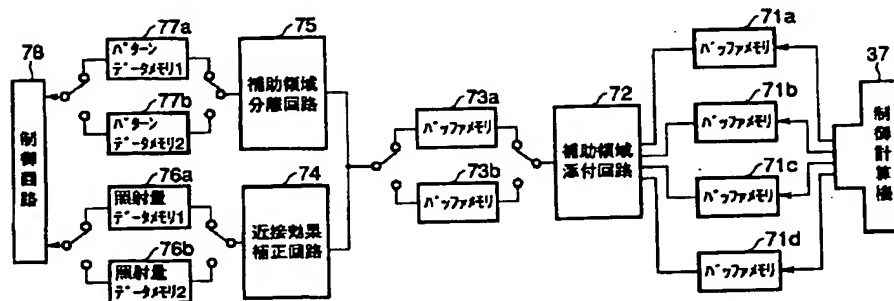 78
制御回路
77a
パターン
データメモリ1
77b
パターン
データメモリ2
76a
照射量
データメモリ1
76b
照射量
データメモリ2
75
補助領域
分離回路
74
近接効果
補正回路
73a
バッファメモリ
73b
バッファメモリ
72
補助領域
添付回路
71a
バッファメモリ
71b
バッファメモリ
71c
バッファメモリ
71d
バッファメモリ
37
制御計算機